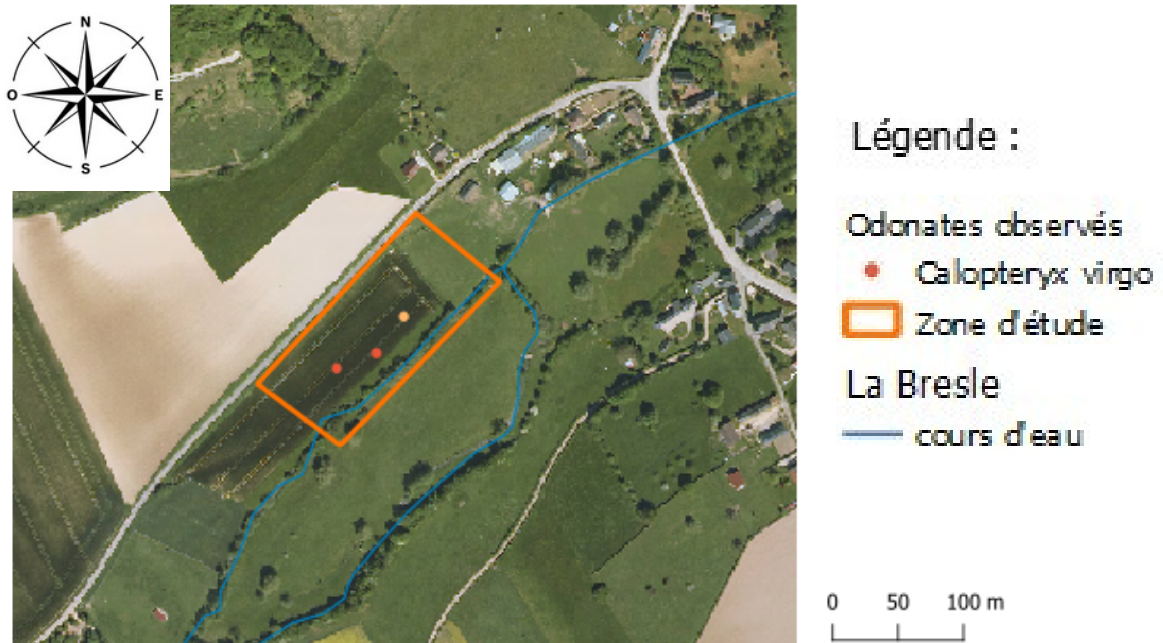 N
O E
S
Légende :
Odonates observés
Calopteryx virgo
Zone d'étude
La Bresle
cours d'eau
0 50 100 m